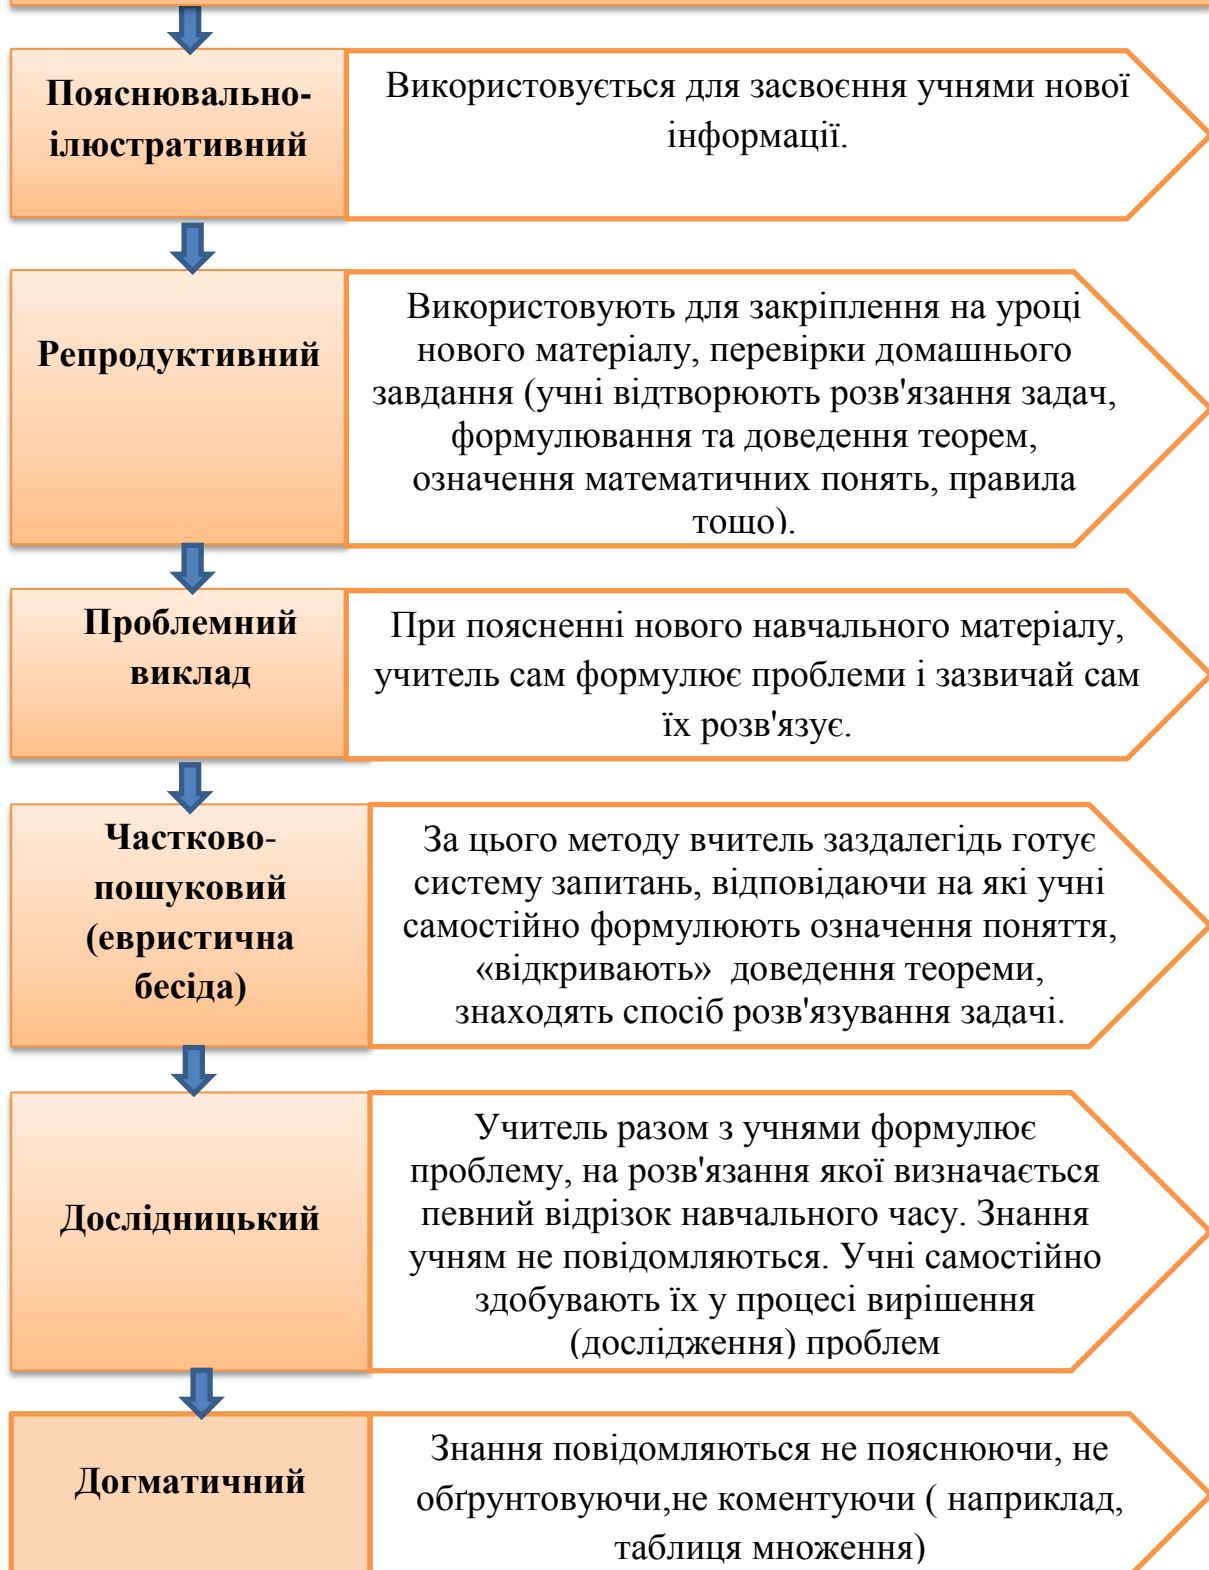 Пояснювально-
ілюстративний
Використовується для засвоєння учнями нової
інформації.
Репродуктивний
Використовують для закріплення на уроці
нового матеріалу, перевірки домашнього
завдання (учні відтворюють розв'язання задач,
формулювання та доведення теорем,
означення математичних понять, правила
тощо).
Проблемний
виклад
При поясненні нового навчального матеріалу,
учитель сам формулює проблеми і зазвичай сам
їх розв'язує.
Частково-
пошуковий
(евристична
бесіда)
За цього методу вчитель заздалегідь готує
систему запитань, відповідаючи на які учні
самостійно формулюють означення поняття,
«відкривають»  доведення теореми,
знаходять спосіб розв'язування задачі.
Дослідницький
Учитель разом з учнями формулює
проблему, на розв'язання якої визначається
певний відрізок навчального часу. Знання
учням не повідомляються. Учні самостійно
здобувають їх у процесі вирішення
(дослідження) проблем
Догматичний
Знання повідомляються не пояснюючи, не
обґрунтовуючи,не коментуючи ( наприклад,
таблиця множення)